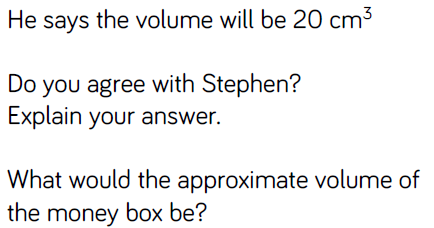 He says the volume will be 20 cm³
Do you agree with Stephen?
Explain your answer.
What would the approximate volume of
the money box be?